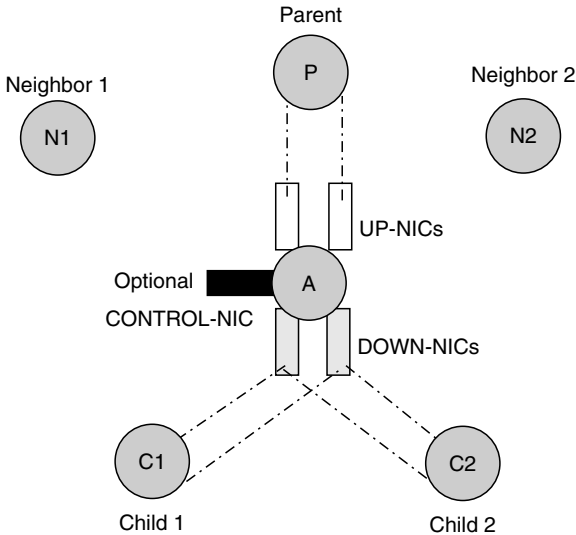 Parent
P
Neighbor 1
Neighbor 2
N1
N2
UP-NICs
Optional
A
CONTROL-NIC
DOWN-NICs
C1
C2
Child 1
Child 2